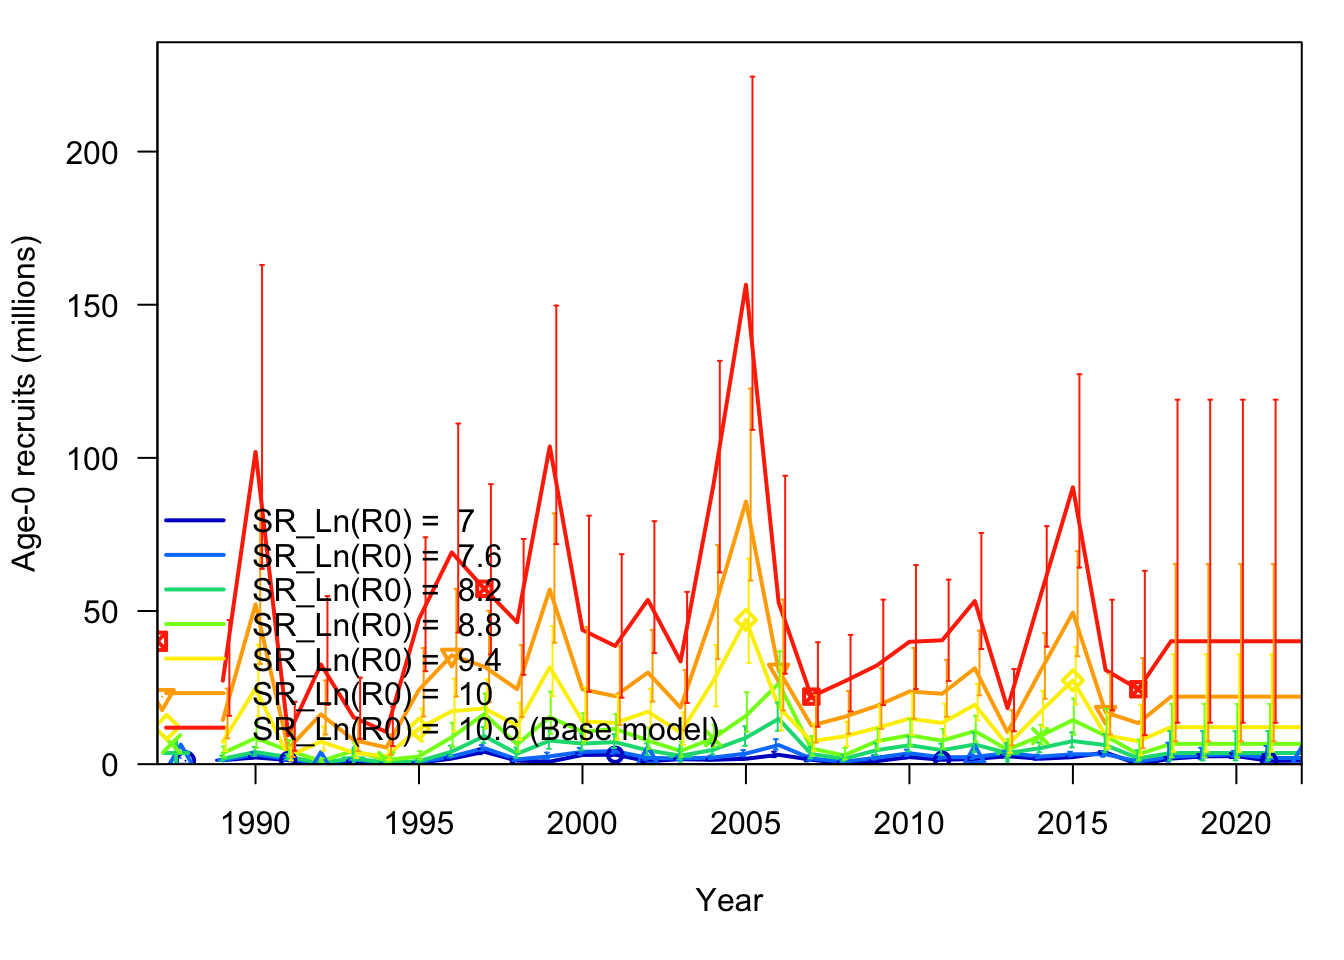 Age-0 recruits (millions)
200
150
100
50
0
SR_Ln(R0) = 7
SR_Ln(R0) = 7.6
SR_Ln(R0) = 8.2
SR_Ln(R0) = 8.8
SR_Ln(R0) = 9.4
SR_Ln(R0) = 10
SR_Ln(R0) = 10.6 (Base model)
1990 1995 2000 2005 2010 2015 2020
Year